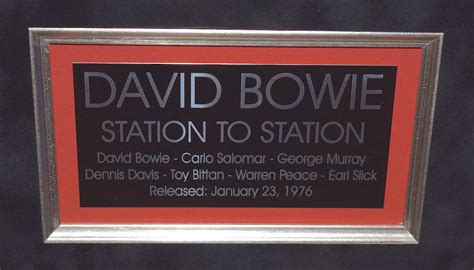 DAVID BOWIE
STATION TO STATION
David Bowie - Carlo Salomar - George Murray
Dennis Davis - Toy Bittan - Warren Peace - Earl Slick
Released: January 23, 1976